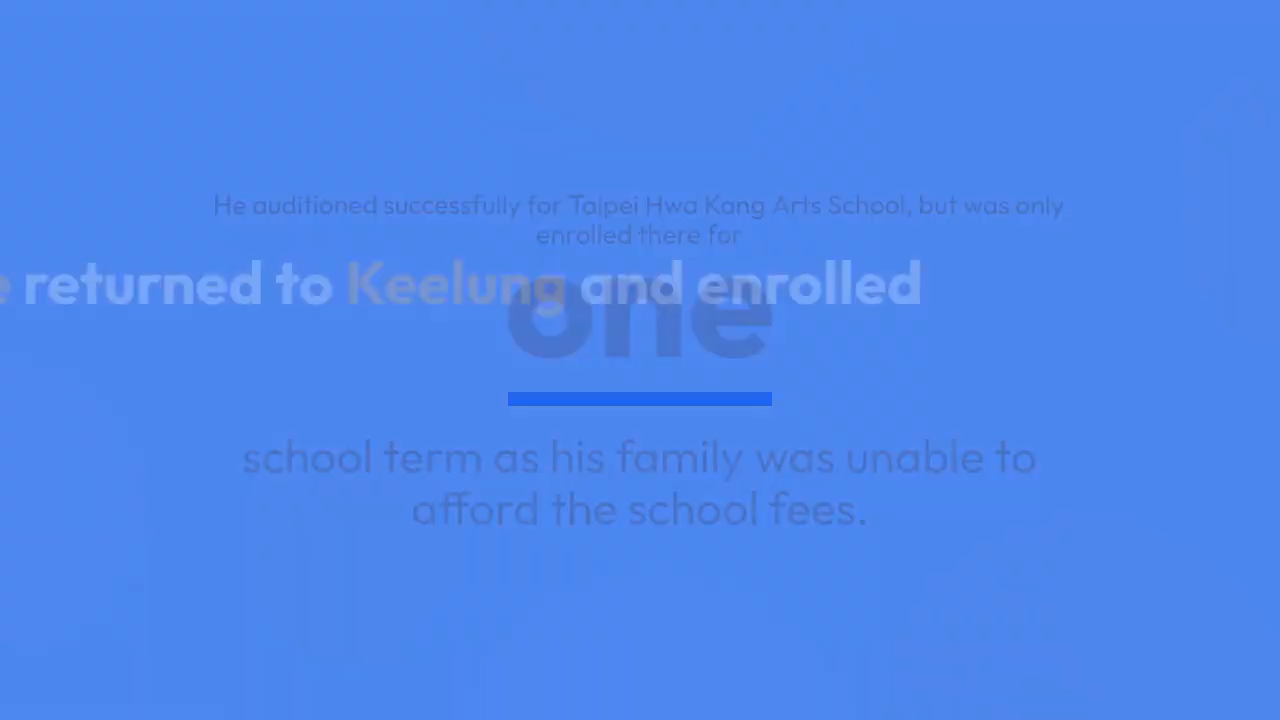 He auditioned successfully for Taipei Hwa Kang Arts School, but was only
enrolled there for
returned to Keelung and enrolled
one
school term as his family was unable to
afford the school fees.